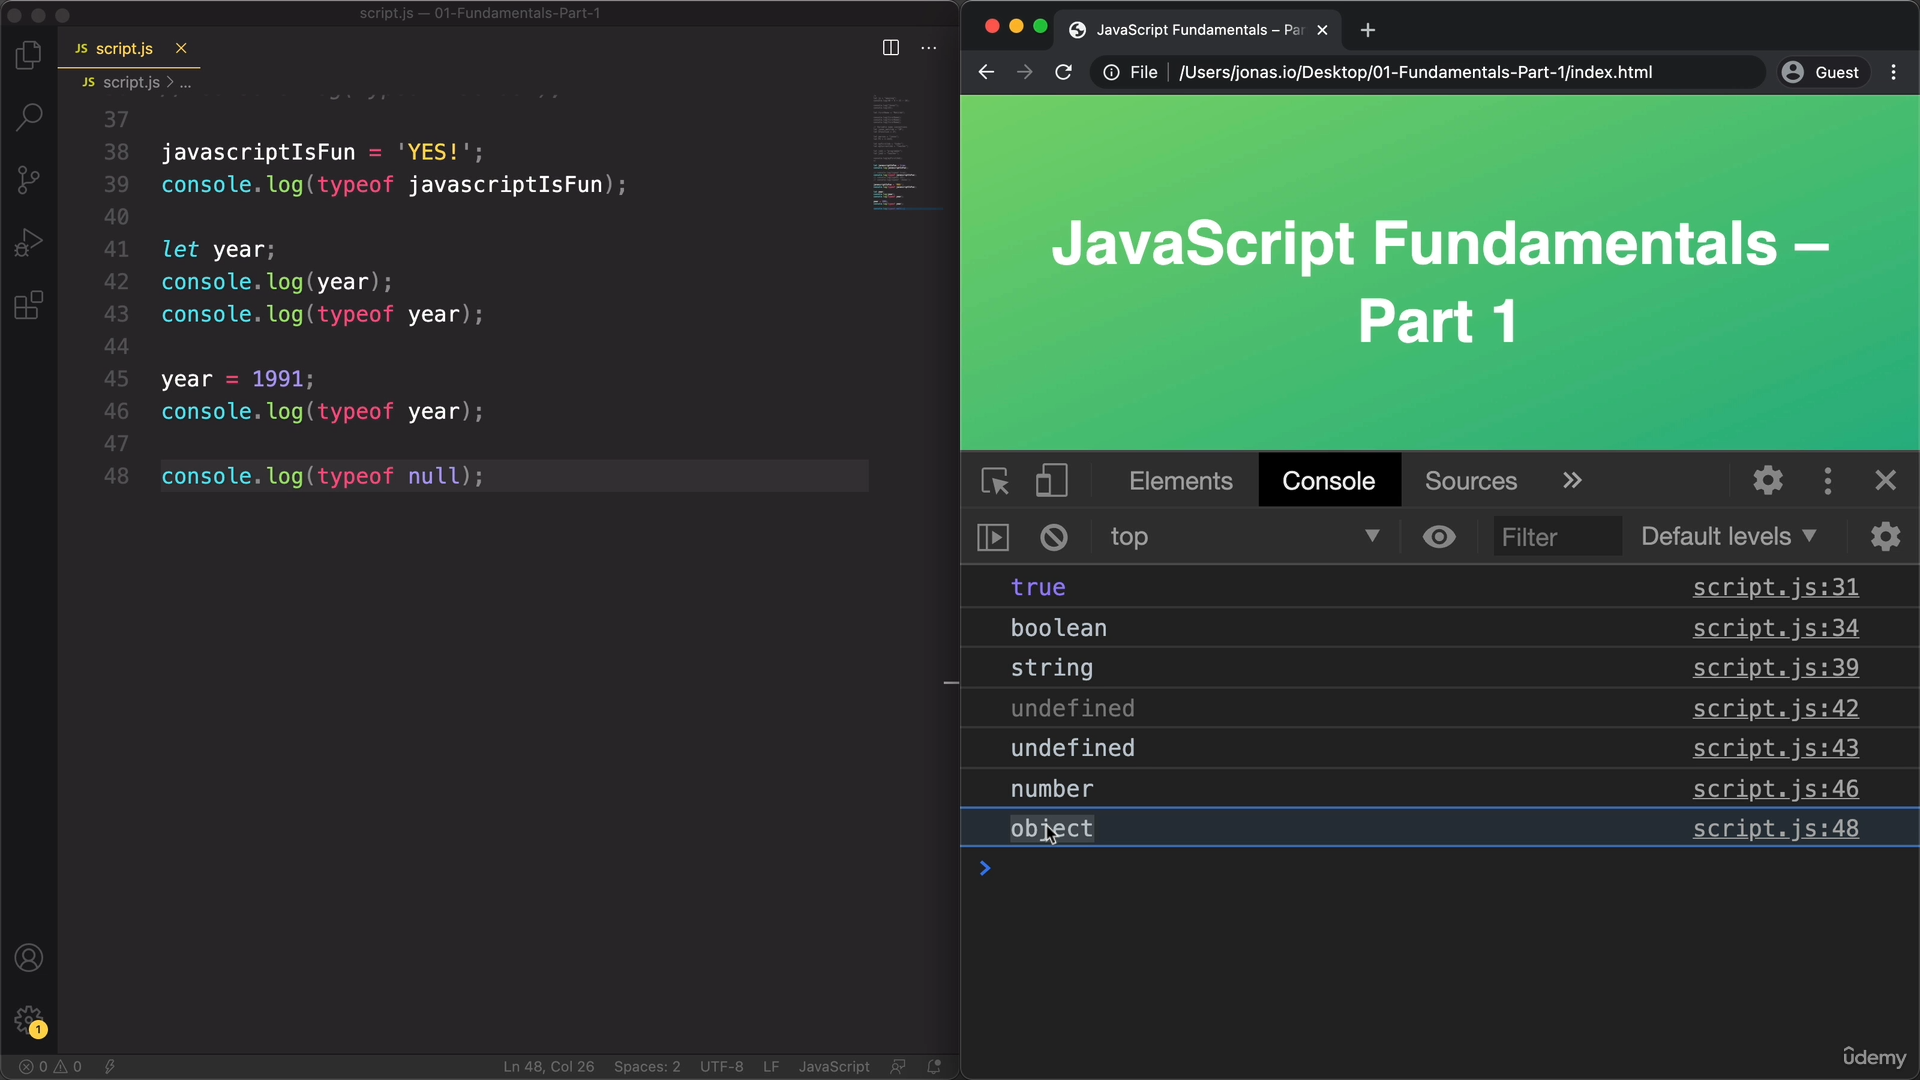 script.js — 01-Fundamentals-Part-1
JS script.js
JS script.js > ...
37
38 javascriptIsFun = 'YES!';
39 console.log(typeof javascriptIsFun);
40
41 let year;
42 console.log(year);
43 console.log(typeof year);
44
45 year = 1991;
46 console.log(typeof year);
47
48 console.log(typeof null);
1
0 0
Ln 48, Col 26 Spaces: 2 UTF-8 LF JavaScript
JavaScript Fundamentals – Par
File /Users/jonas.io/Desktop/01-Fundamentals-Part-1/index.html Guest
JavaScript Fundamentals –
Part 1
Elements Console Sources »
top Filter Default levels
true script.js:31
boolean script.js:34
string script.js:39
undefined script.js:42
undefined script.js:43
number script.js:46
object script.js:48
>
ûdemy